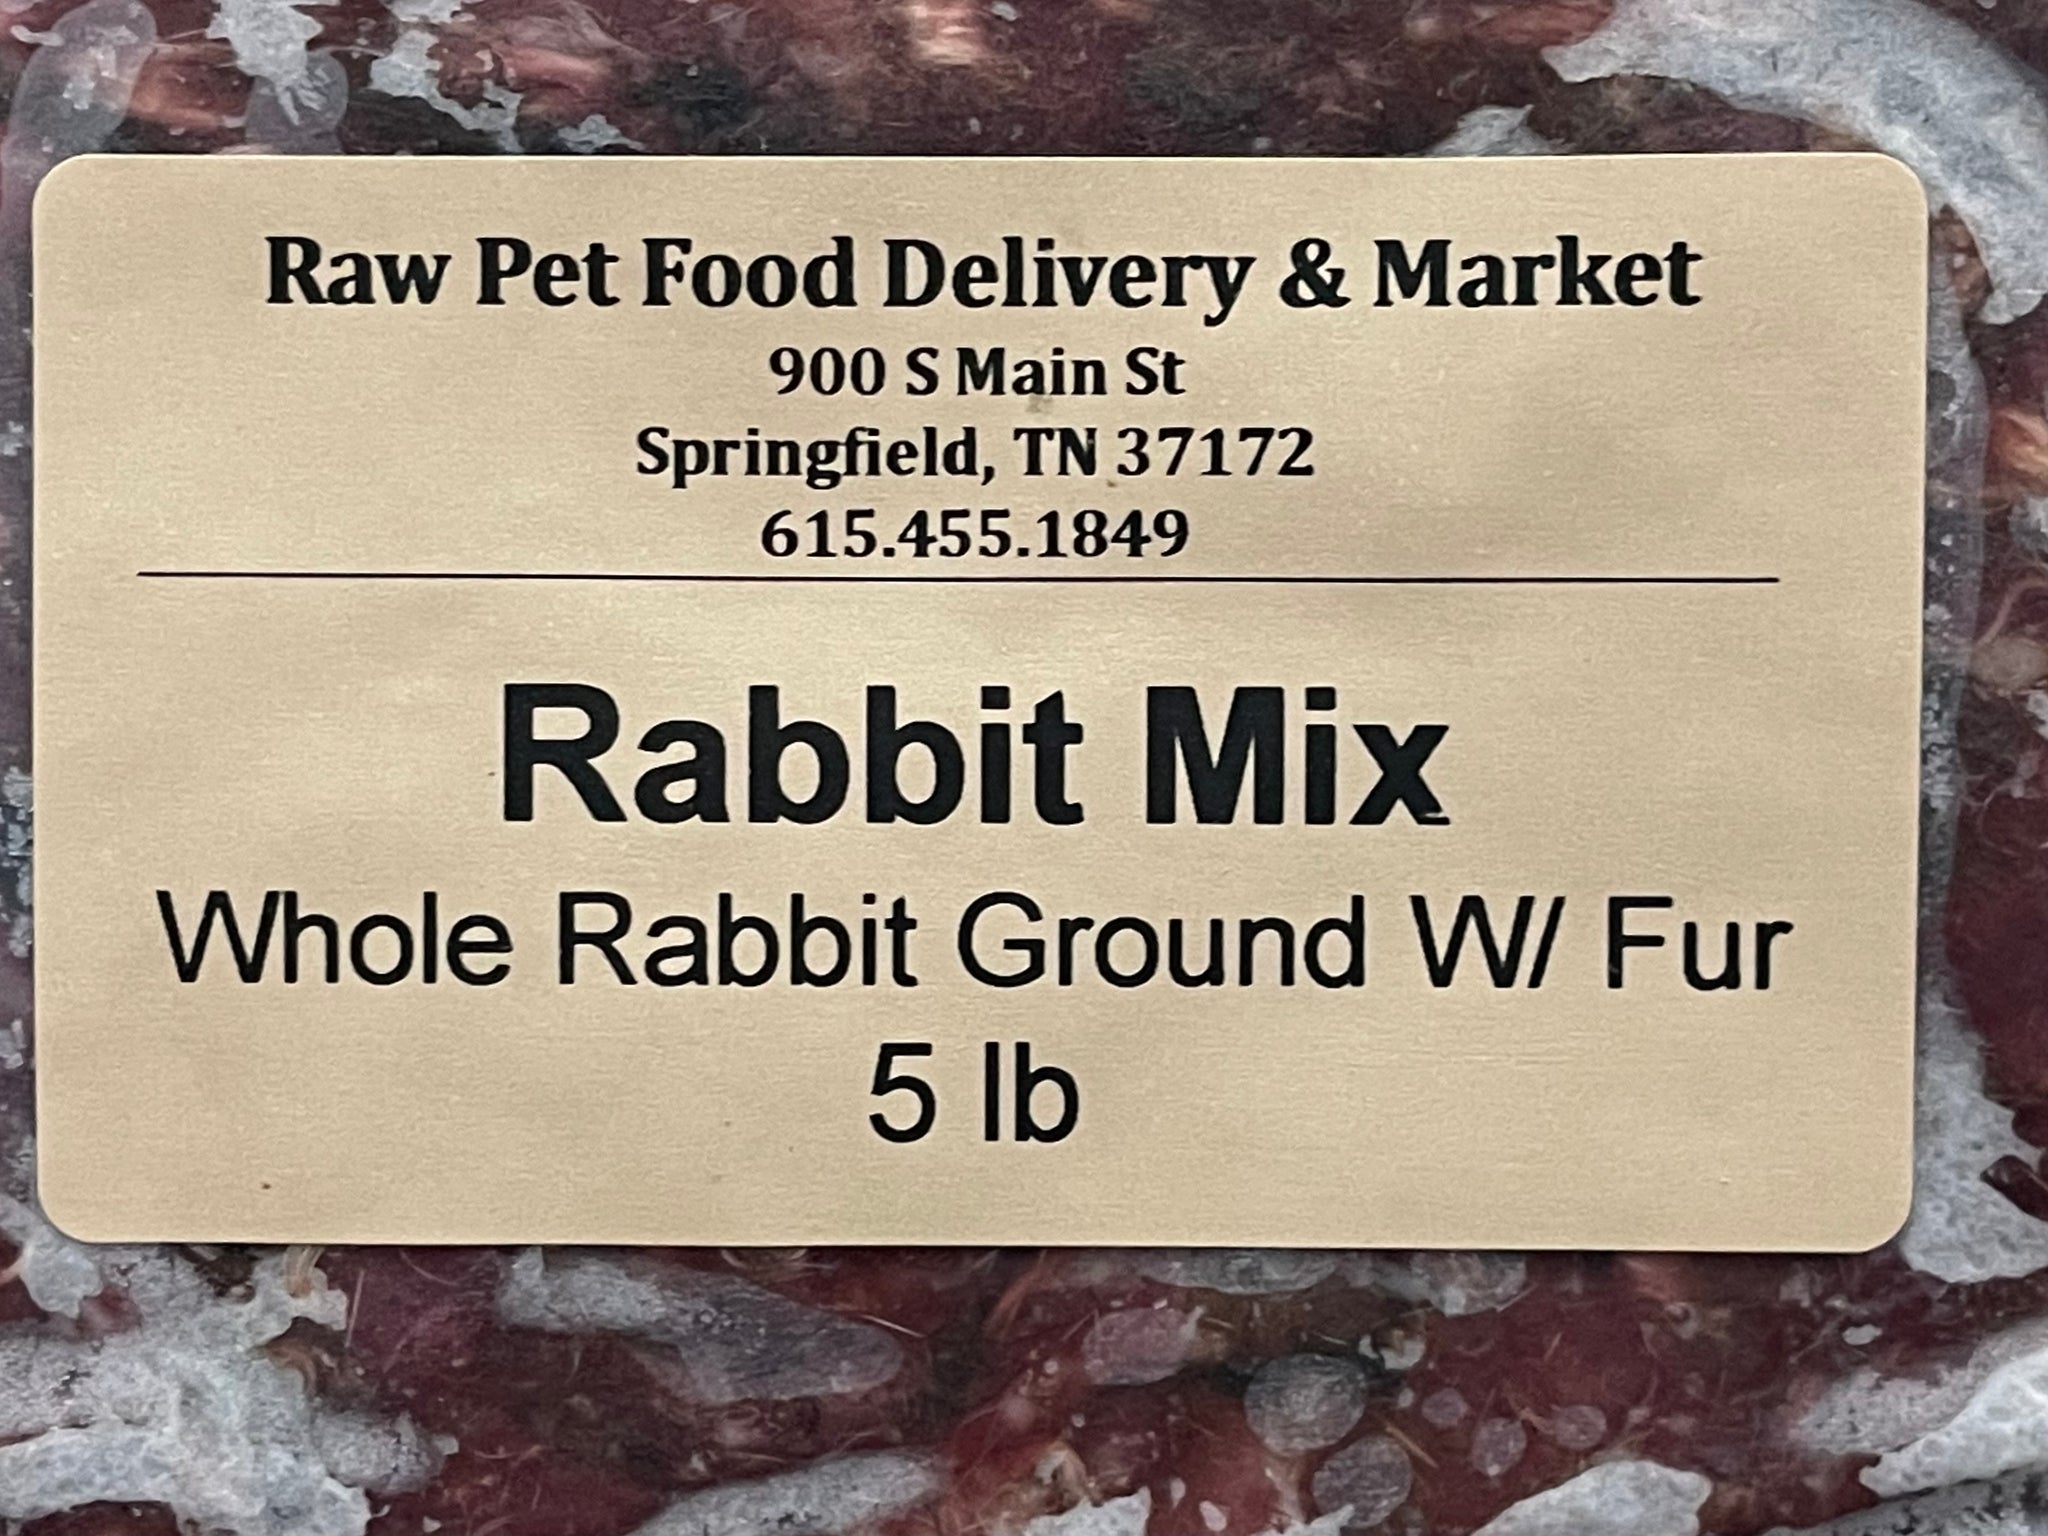 Raw Pet Food Delivery & Market
900 S Main St
Springfield, TN 37172
615.455.1849
Rabbit Mix
Whole Rabbit Ground W/ Fur
5 lb